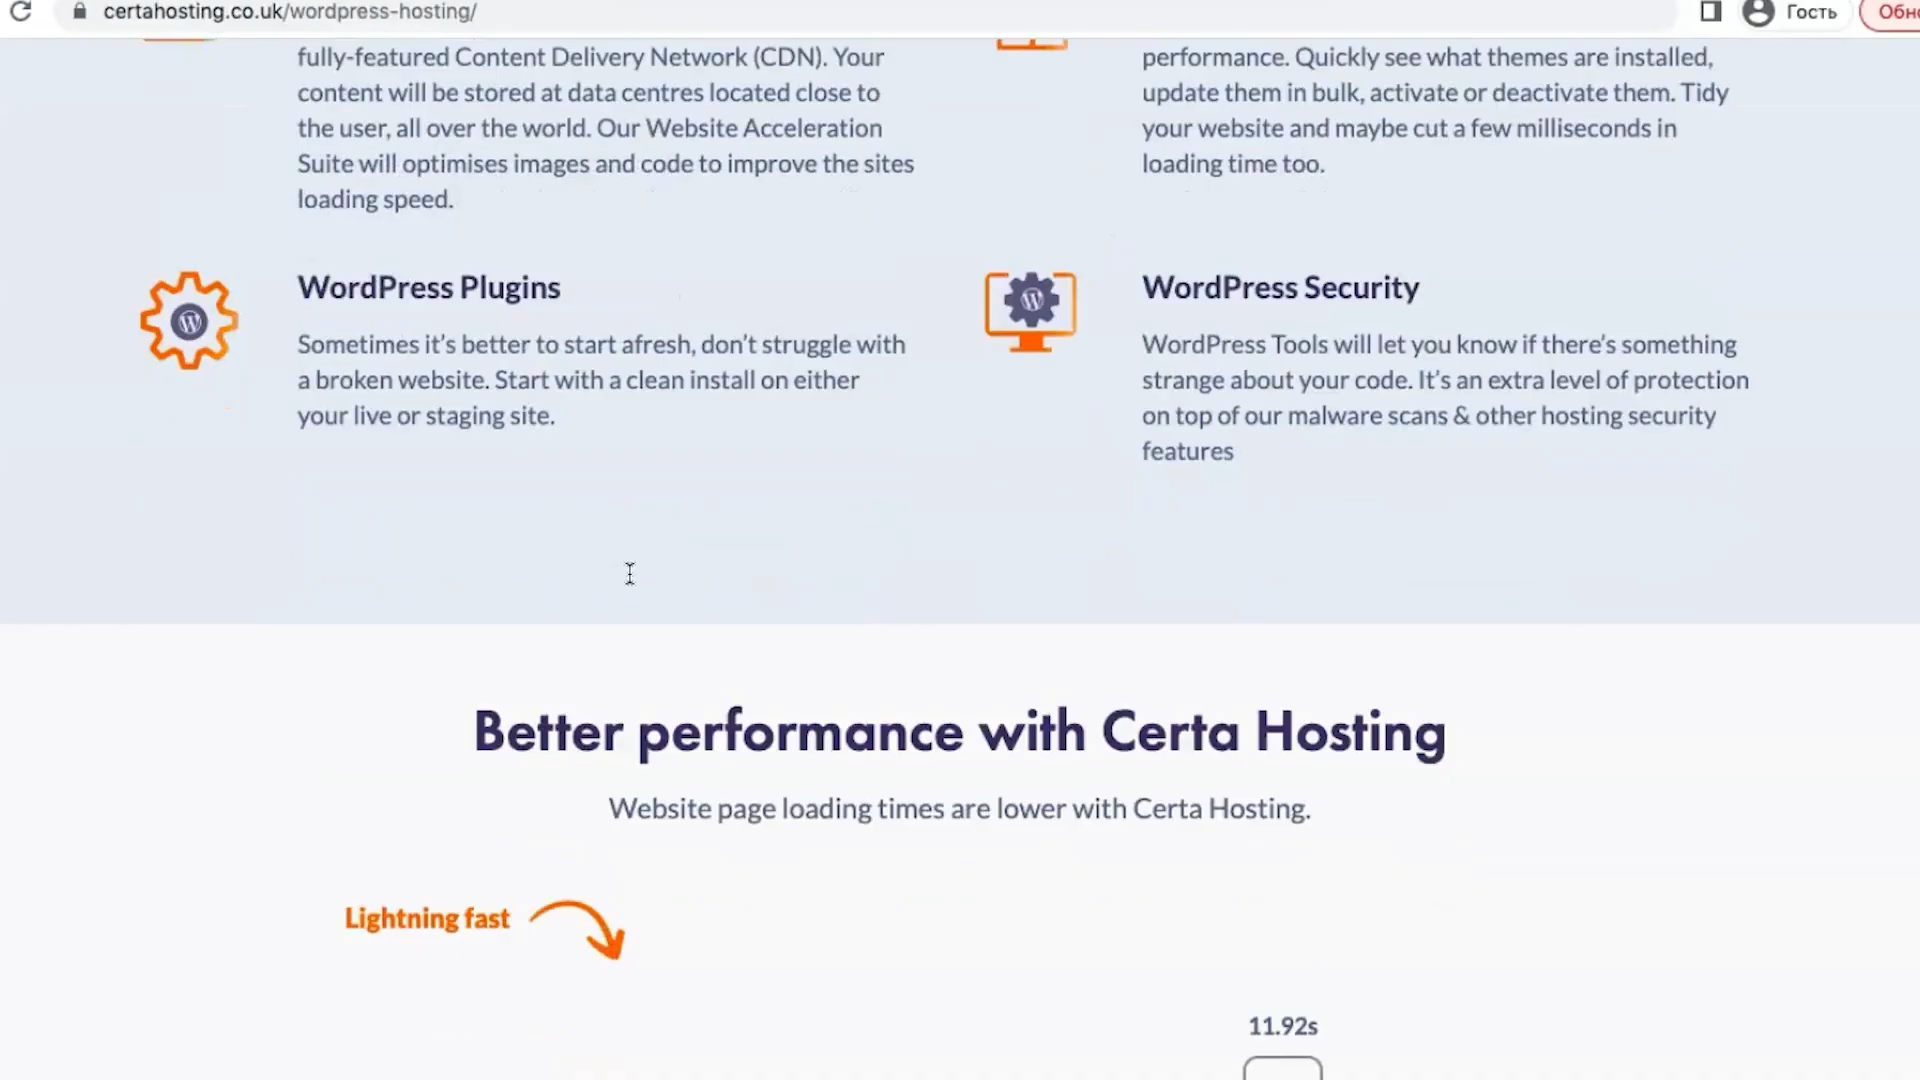 certahosting.co.uk/wordpress-hosting/
Гость
fully-featured Content Delivery Network (CDN). Your
content will be stored at data centres located close to
the user, all over the world. Our Website Acceleration
Suite will optimises images and code to improve the sites
loading speed.
performance. Quickly see what themes are installed,
update them in bulk, activate or deactivate them. Tidy
your website and maybe cut a few milliseconds in
loading time too.
WordPress Plugins
Sometimes it’s better to start afresh, don’t struggle with
a broken website. Start with a clean install on either
your live or staging site.
WordPress Security
WordPress Tools will let you know if there’s something
strange about your code. It’s an extra level of protection
on top of our malware scans & other hosting security
features
Better performance with Certa Hosting
Website page loading times are lower with Certa Hosting.
Lightning fast
11.92s